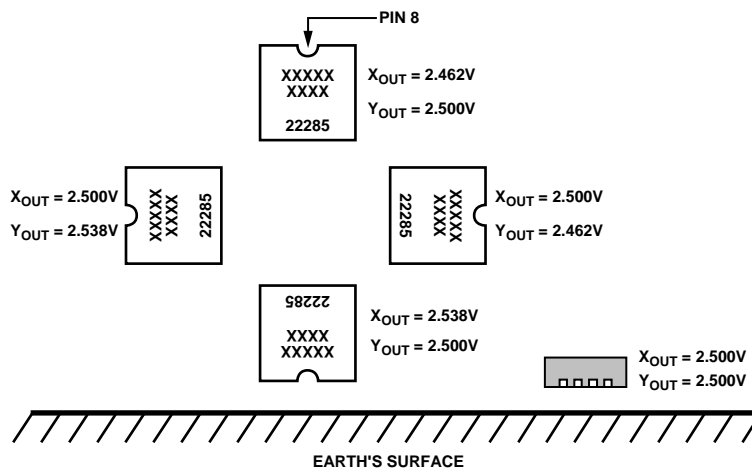 PIN 8
XXXXX
XXXX
22285
XOUT = 2.462V
YOUT = 2.500V
XOUT = 2.500V
YOUT = 2.538V
XXXXX
XXXX
22285
22285
XXXX
XXXXX
XOUT = 2.500V
YOUT = 2.462V
22285
XXXX
XXXXX
XOUT = 2.538V
YOUT = 2.500V
XOUT = 2.500V
YOUT = 2.500V
EARTH'S SURFACE